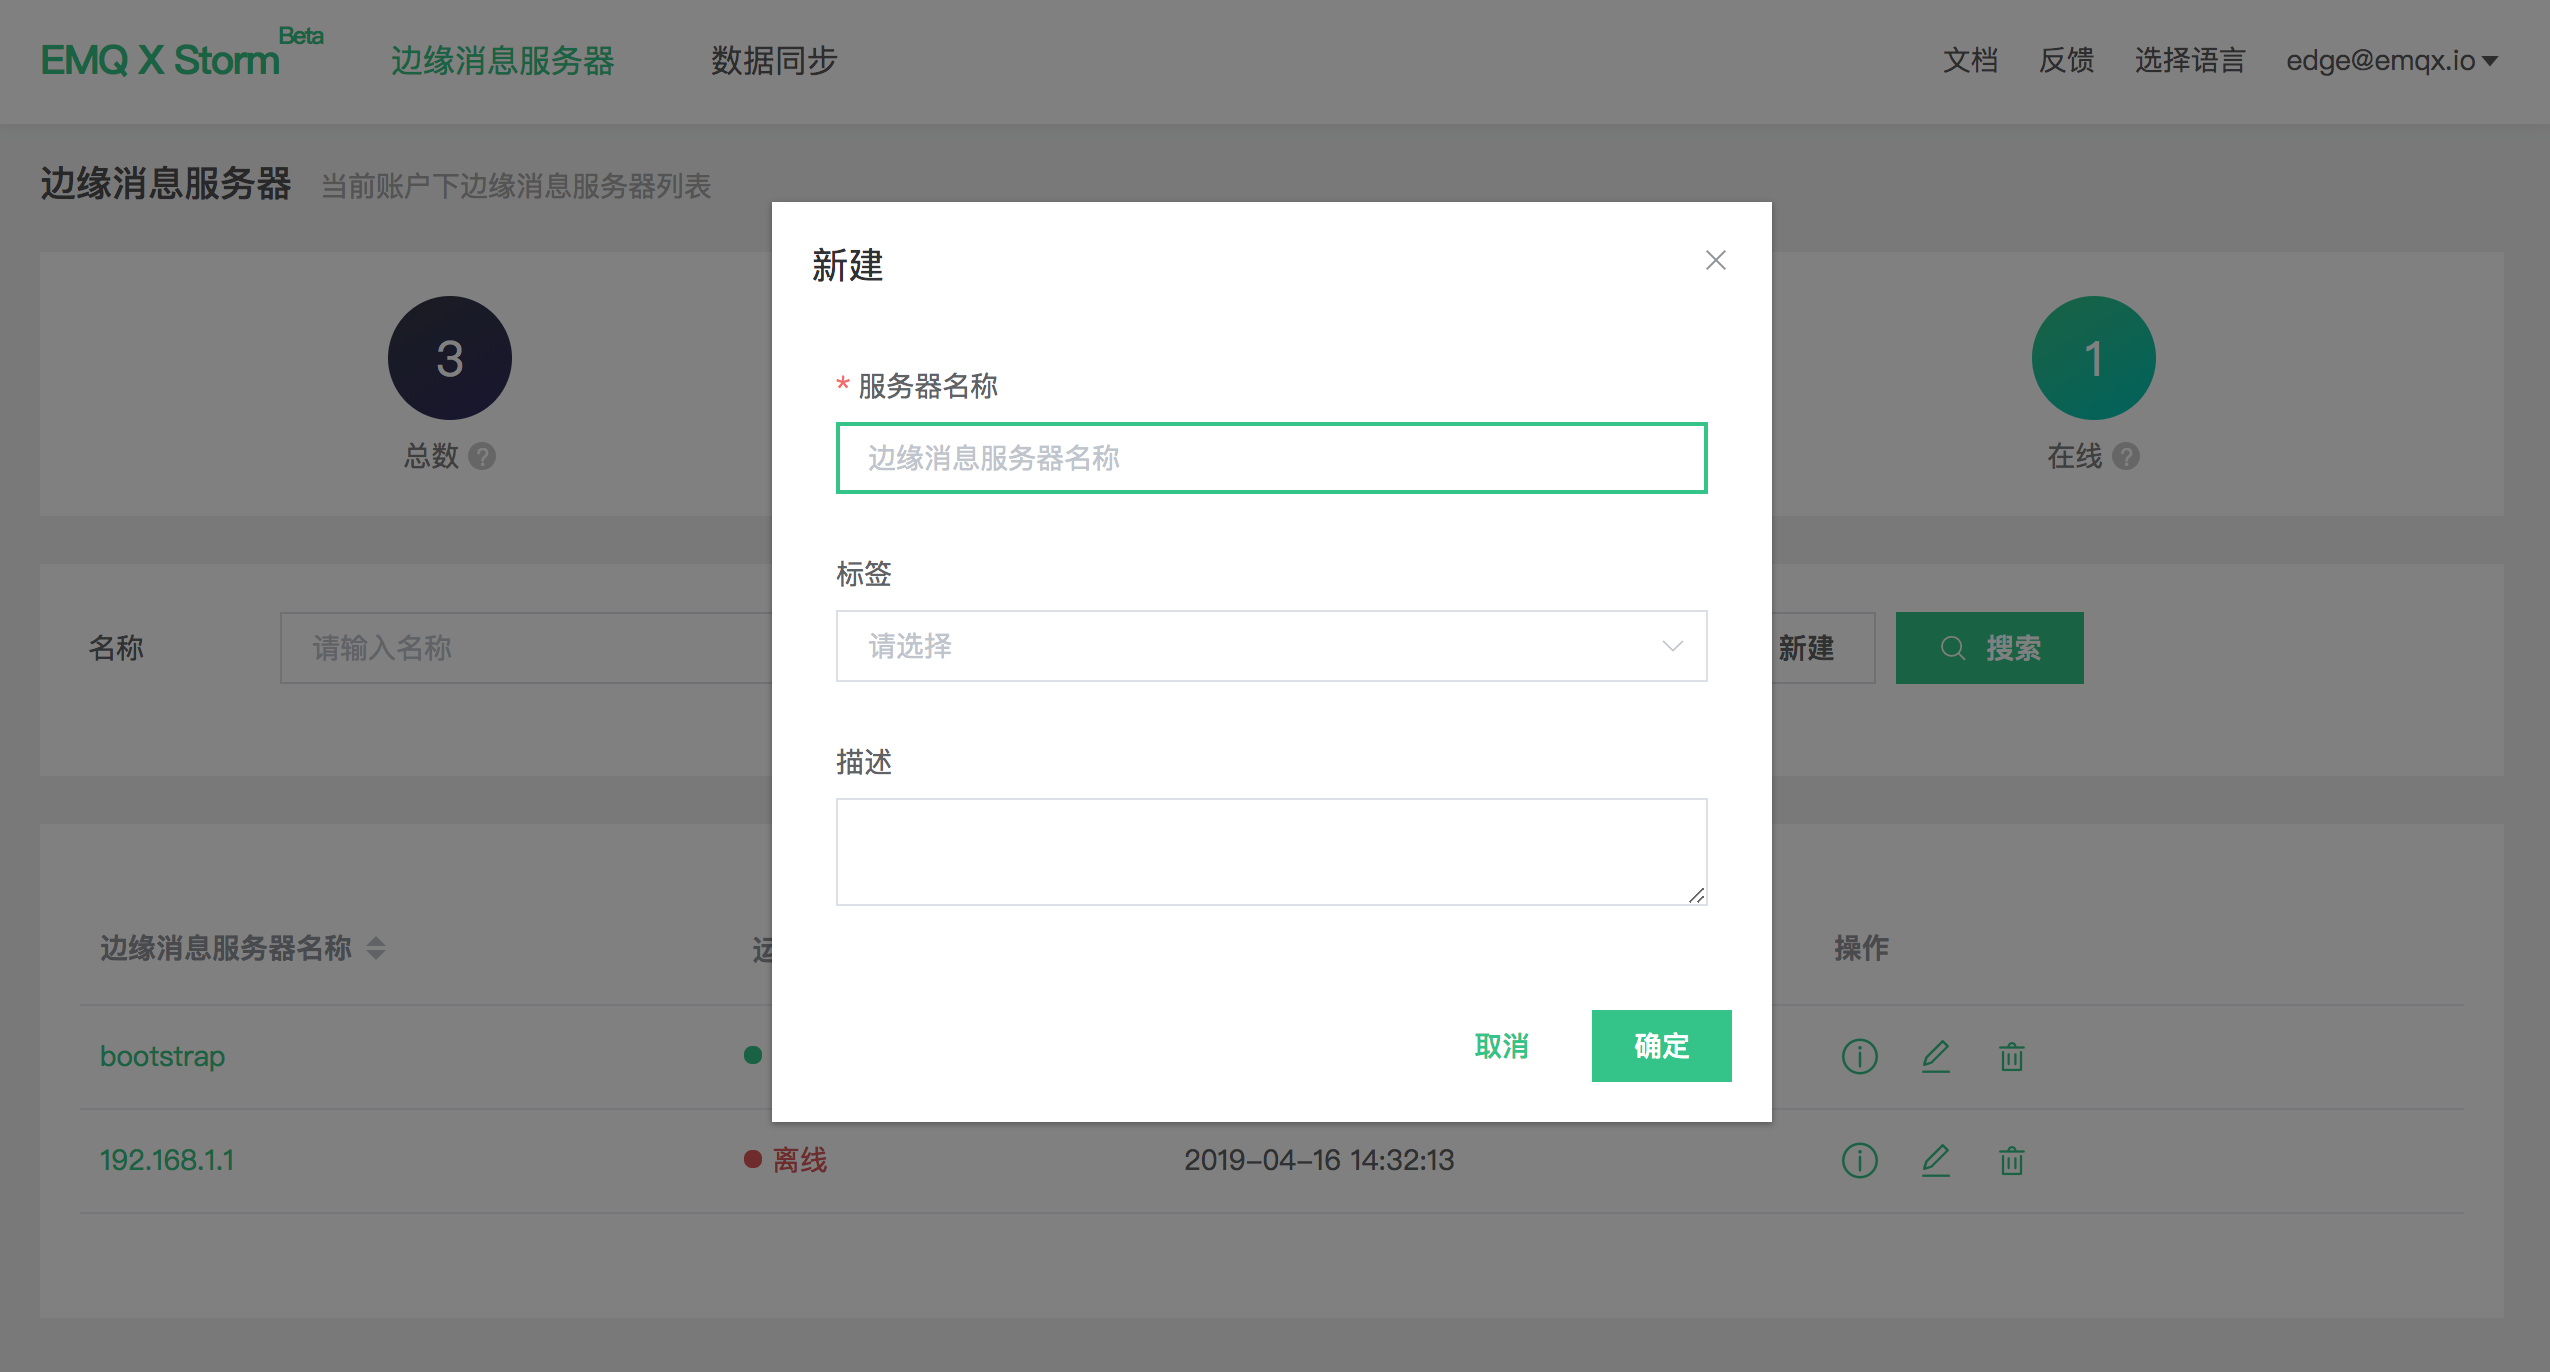 EMQ X Storm Beta 边缘消息服务器 数据同步 文档 反馈 选择语言 edge@emqx.io
边缘消息服务器 当前账户下边缘消息服务器列表
新建
3
1
总数 ?
在线 ?
* 服务器名称
边缘消息服务器名称
标签
请选择
名称 请输入名称
新建 搜索
描述
边缘消息服务器名称 运
操作
取消 确定
bootstrap
192.168.1.1 离线 2019-04-16 14:32:13